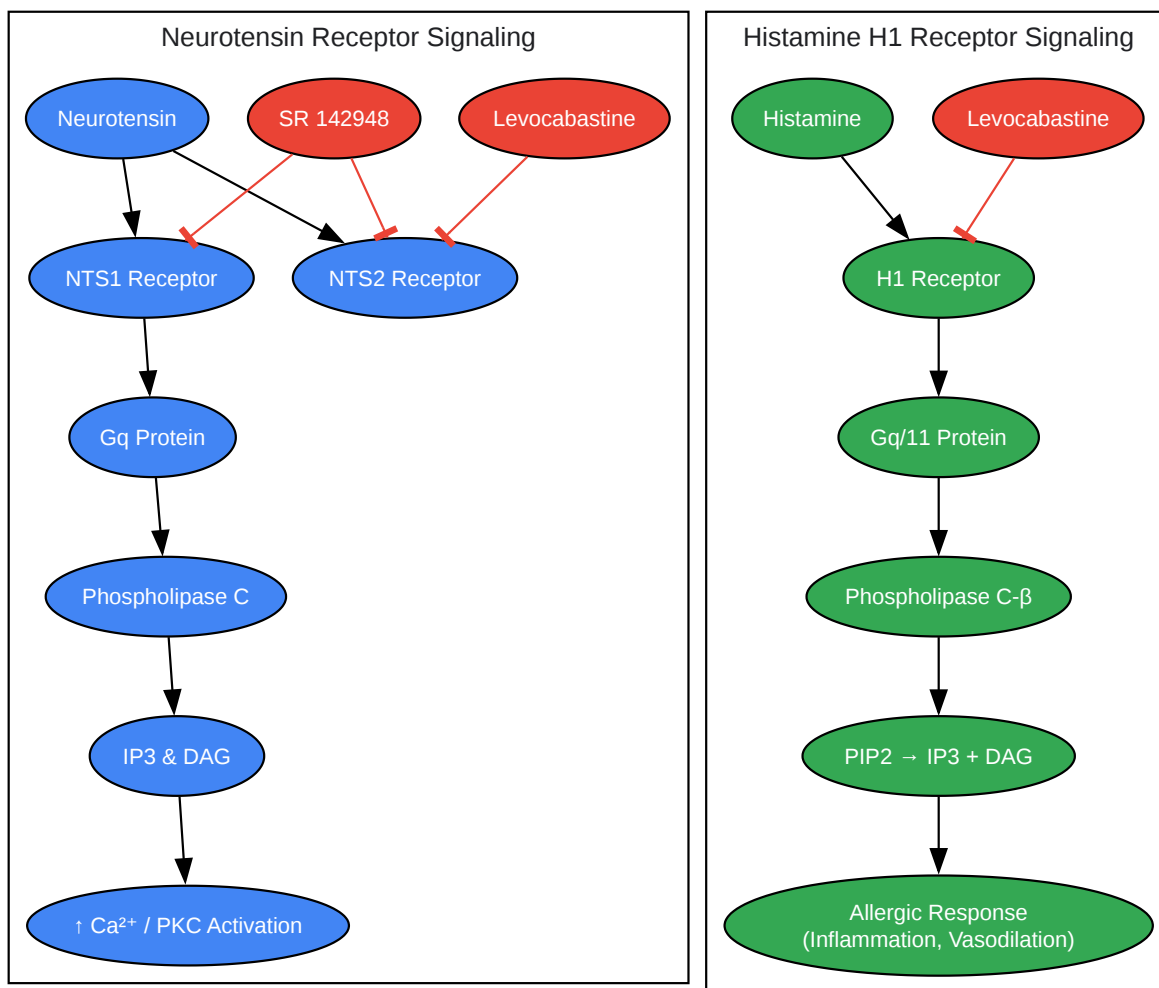 Neurotensin Receptor Signaling
Neurotensin
SR 142948
Levocabastine
NTS1 Receptor
NTS2 Receptor
Gq Protein
Phospholipase C
IP3 & DAG
↑ Ca²⁺ / PKC Activation
Histamine H1 Receptor Signaling
Histamine
Levocabastine
H1 Receptor
Gq/11 Protein
Phospholipase C-β
PIP2 → IP3 + DAG
Allergic Response
(Inflammation, Vasodilation)